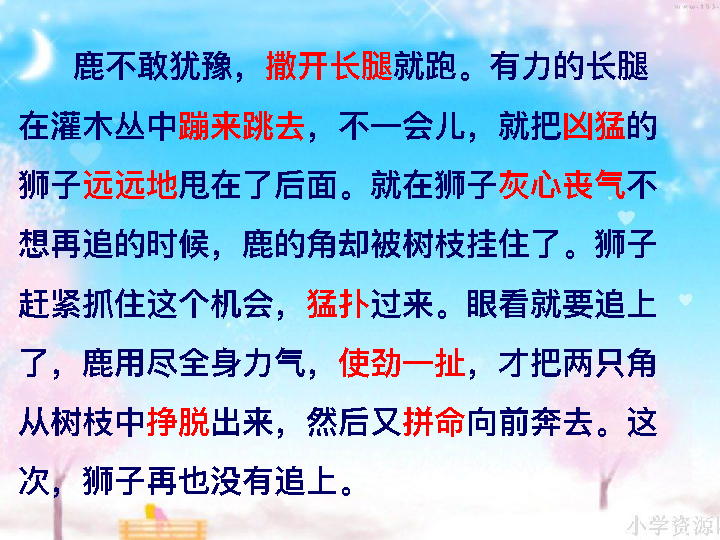 鹿不敢犹豫，撒开长腿就跑。有力的长腿
在灌木丛中蹦来跳去，不一会儿，就把凶猛的
狮子远远地甩在了后面。就在狮子灰心丧气不
想再追的时候，鹿的角却被树枝挂住了。狮子
赶紧抓住这个机会，猛扑过来。眼看就要追上
了，鹿用尽全身力气，使劲一扯，才把两只角
从树枝中挣脱出来，然后又拼命向前奔去。这
次，狮子再也没有追上。
小学资源